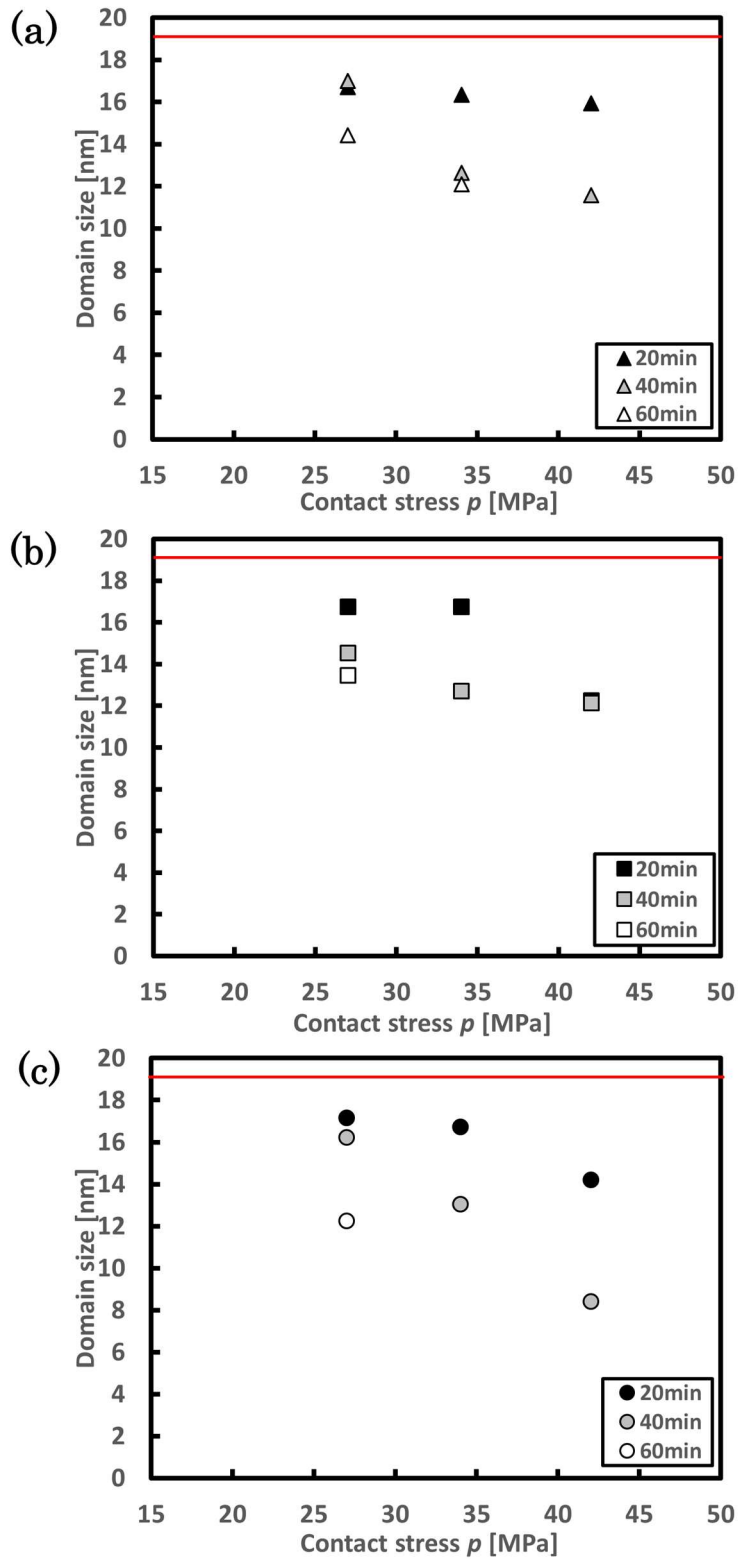 (a)
20
18
16
14
12
10
8
6
4
2
0
Domain size [nm]
15 20 25 30 35 40 45 50
Contact stress p [MPa]
20min
40min
60min
(b)
20
18
16
14
12
10
8
6
4
2
0
Domain size [nm]
15 20 25 30 35 40 45 50
Contact stress p [MPa]
20min
40min
60min
(c)
20
18
16
14
12
10
8
6
4
2
0
Domain size [nm]
15 20 25 30 35 40 45 50
Contact stress p [MPa]
20min
40min
60min